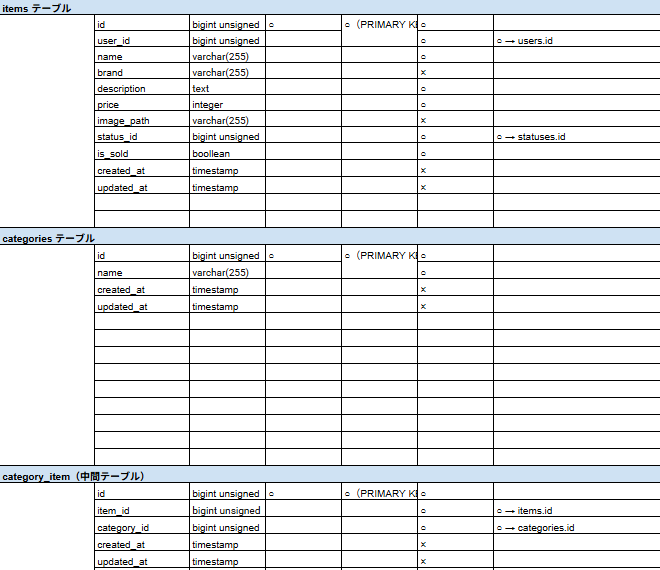 items テーブル
id bigint unsigned ○ ○（PRIMARY KE ○
user_id bigint unsigned ○ ○ → users.id
name varchar(255) ○
brand varchar(255) ×
description text ○
price integer ○
image_path varchar(255) ×
status_id bigint unsigned ○ ○ → statuses.id
is_sold boollean ○
created_at timestamp ×
updated_at timestamp ×
categories テーブル
id bigint unsigned ○ ○（PRIMARY KE ○
name varchar(255) ○
created_at timestamp ×
updated_at timestamp ×
category_item（中間テーブル）
id bigint unsigned ○ ○（PRIMARY KE ○
item_id bigint unsigned ○ ○ → items.id
category_id bigint unsigned ○ ○ → categories.id
created_at timestamp ×
updated_at timestamp ×